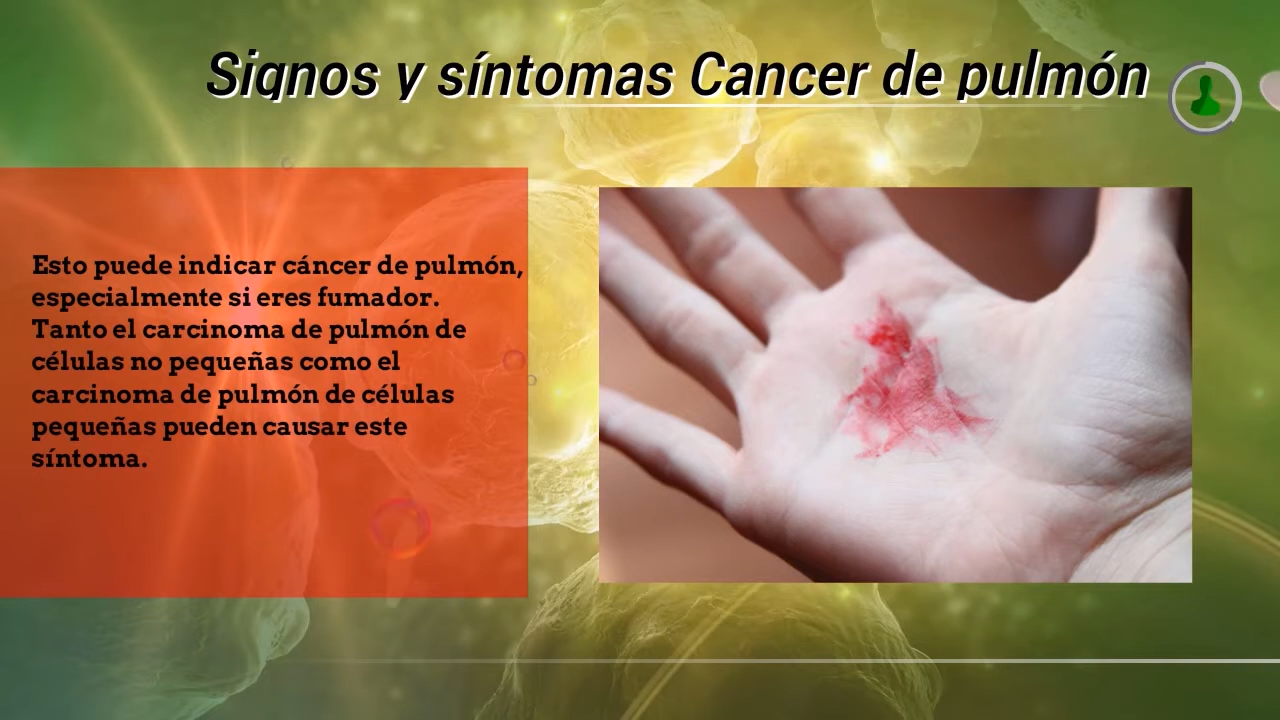 Signos y síntomas Cancer de pulmón
Esto puede indicar cáncer de pulmón,
especialmente si eres fumador.
Tanto el carcinoma de pulmón de
células no pequeñas como el
carcinoma de pulmón de células
pequeñas pueden causar este
síntoma.